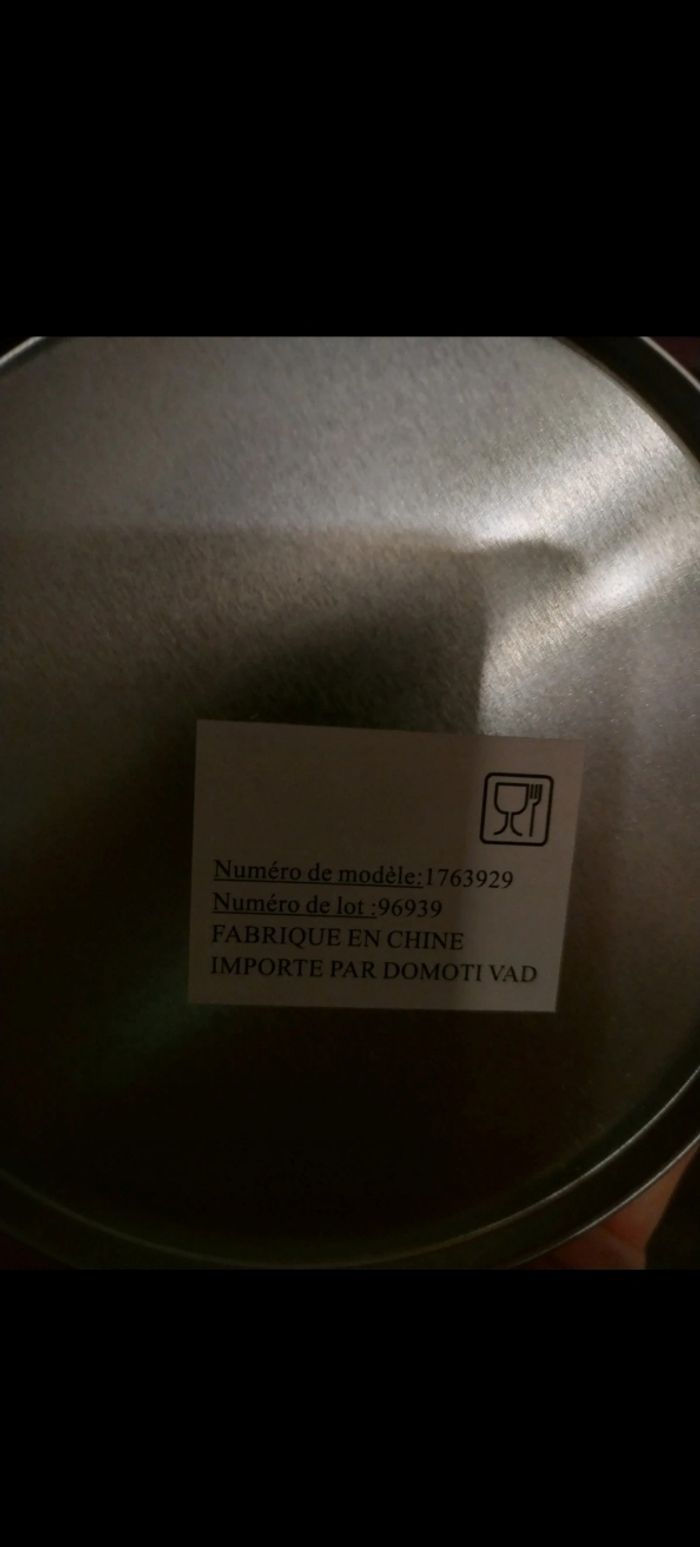 Numéro de modèle:1763929
Numéro de lot :96939
FABRIQUE EN CHINE
IMPORTE PAR DOMOTI VAD